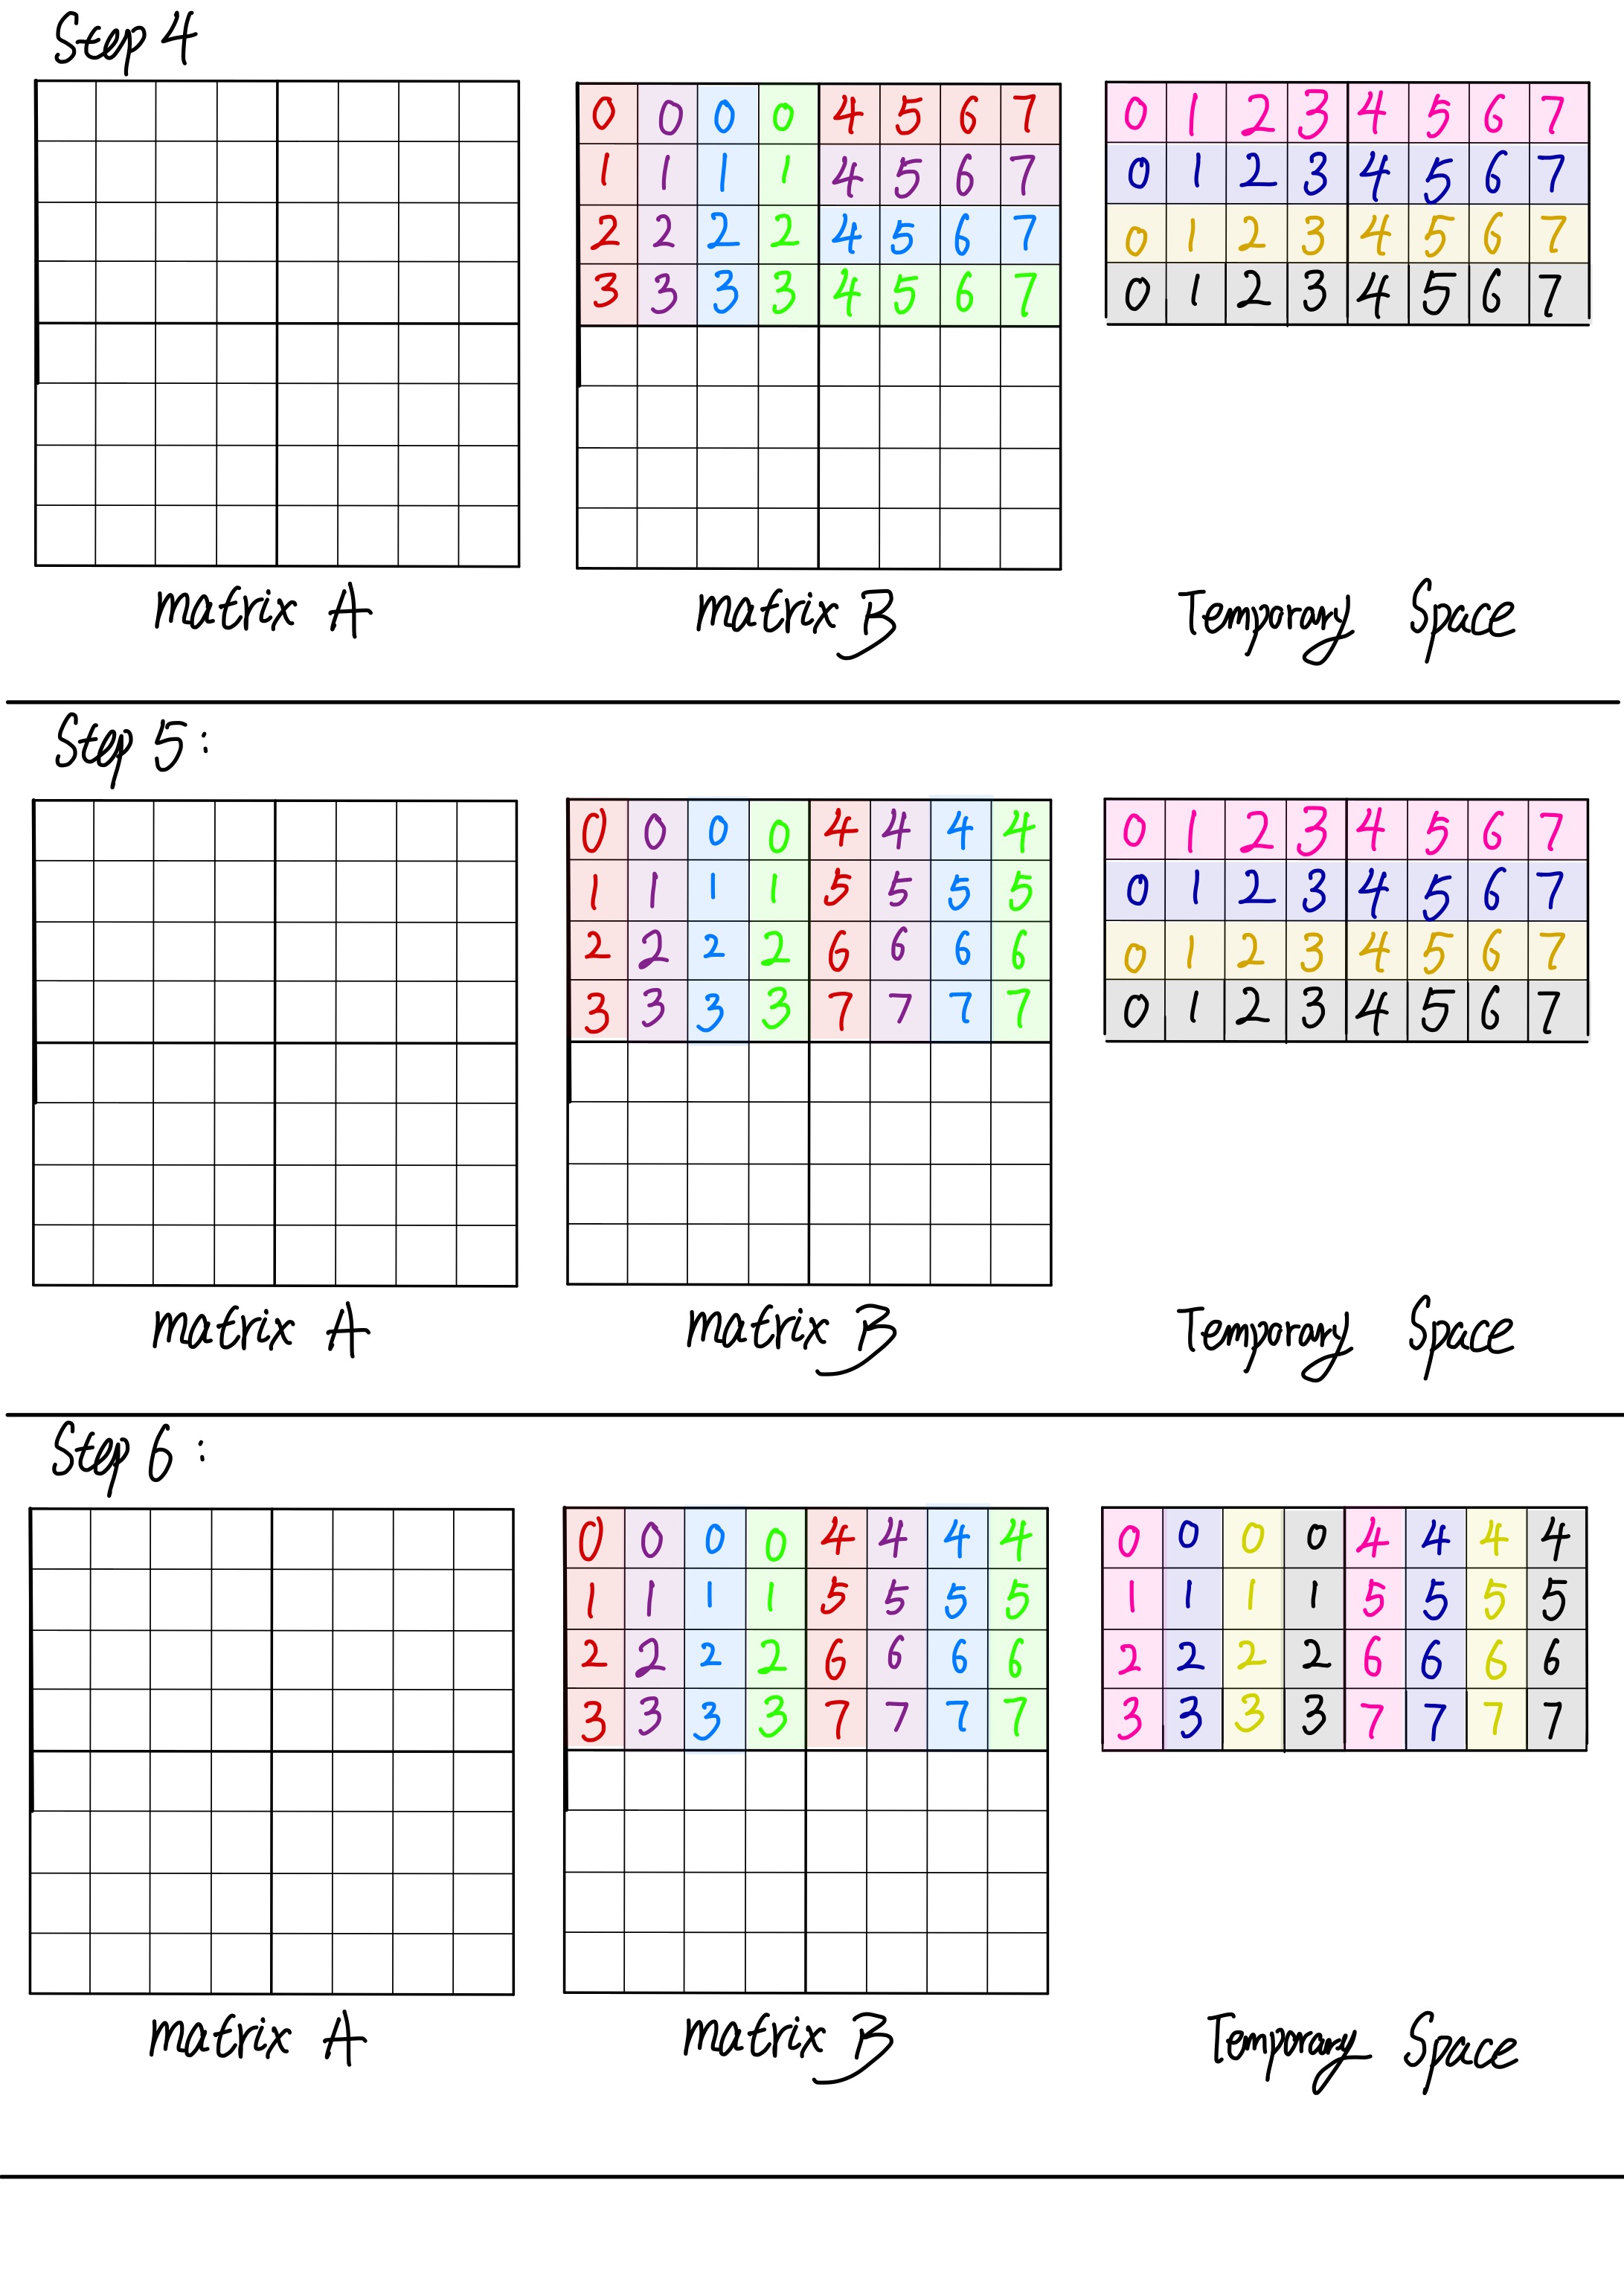 Step 4
0 0 0 0 4 5 6 7 0 1 2 3 4 5 6 7
1 1 1 1 4 5 6 7 0 1 2 3 4 5 6 7
2 2 2 2 4 5 6 7 0 1 2 3 4 5 6 7
3 3 3 3 4 5 6 7 0 1 2 3 4 5 6 7
matrix A matrix B Temporary Space
Step 5:
0 0 0 0 4 4 4 4 0 1 2 3 4 5 6 7
1 1 1 1 5 5 5 5 0 1 2 3 4 5 6 7
2 2 2 2 6 6 6 6 0 1 2 3 4 5 6 7
3 3 3 3 7 7 7 7 0 1 2 3 4 5 6 7
matrix A matrix B Temporary Space
Step 6:
0 0 0 0 4 4 4 4 0 0 0 0 4 4 4 4
1 1 1 1 5 5 5 5 1 1 1 1 5 5 5 5
2 2 2 2 6 6 6 6 2 2 2 2 6 6 6 6
3 3 3 3 7 7 7 7 3 3 3 3 7 7 7 7
matrix A matrix B Temporary Space